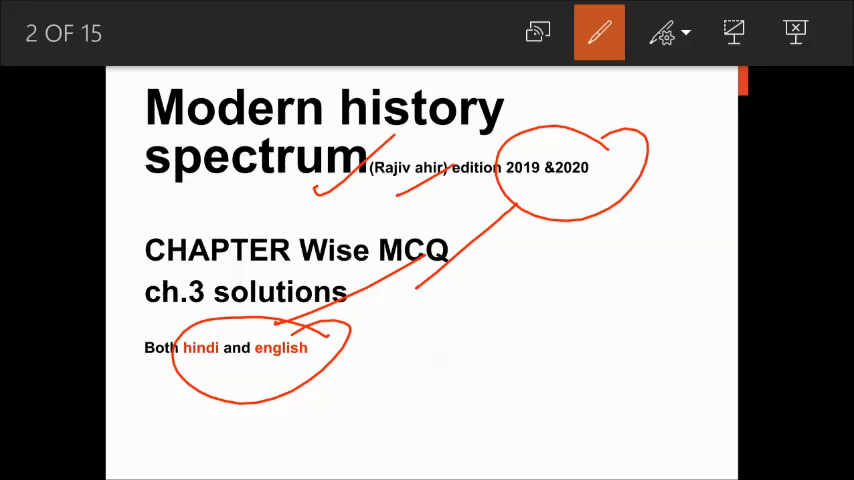 2 OF 15
Modern history
spectrum(Rajiv ahir) edition 2019 &2020
CHAPTER Wise MCQ
ch.3 solutions
Both hindi and english